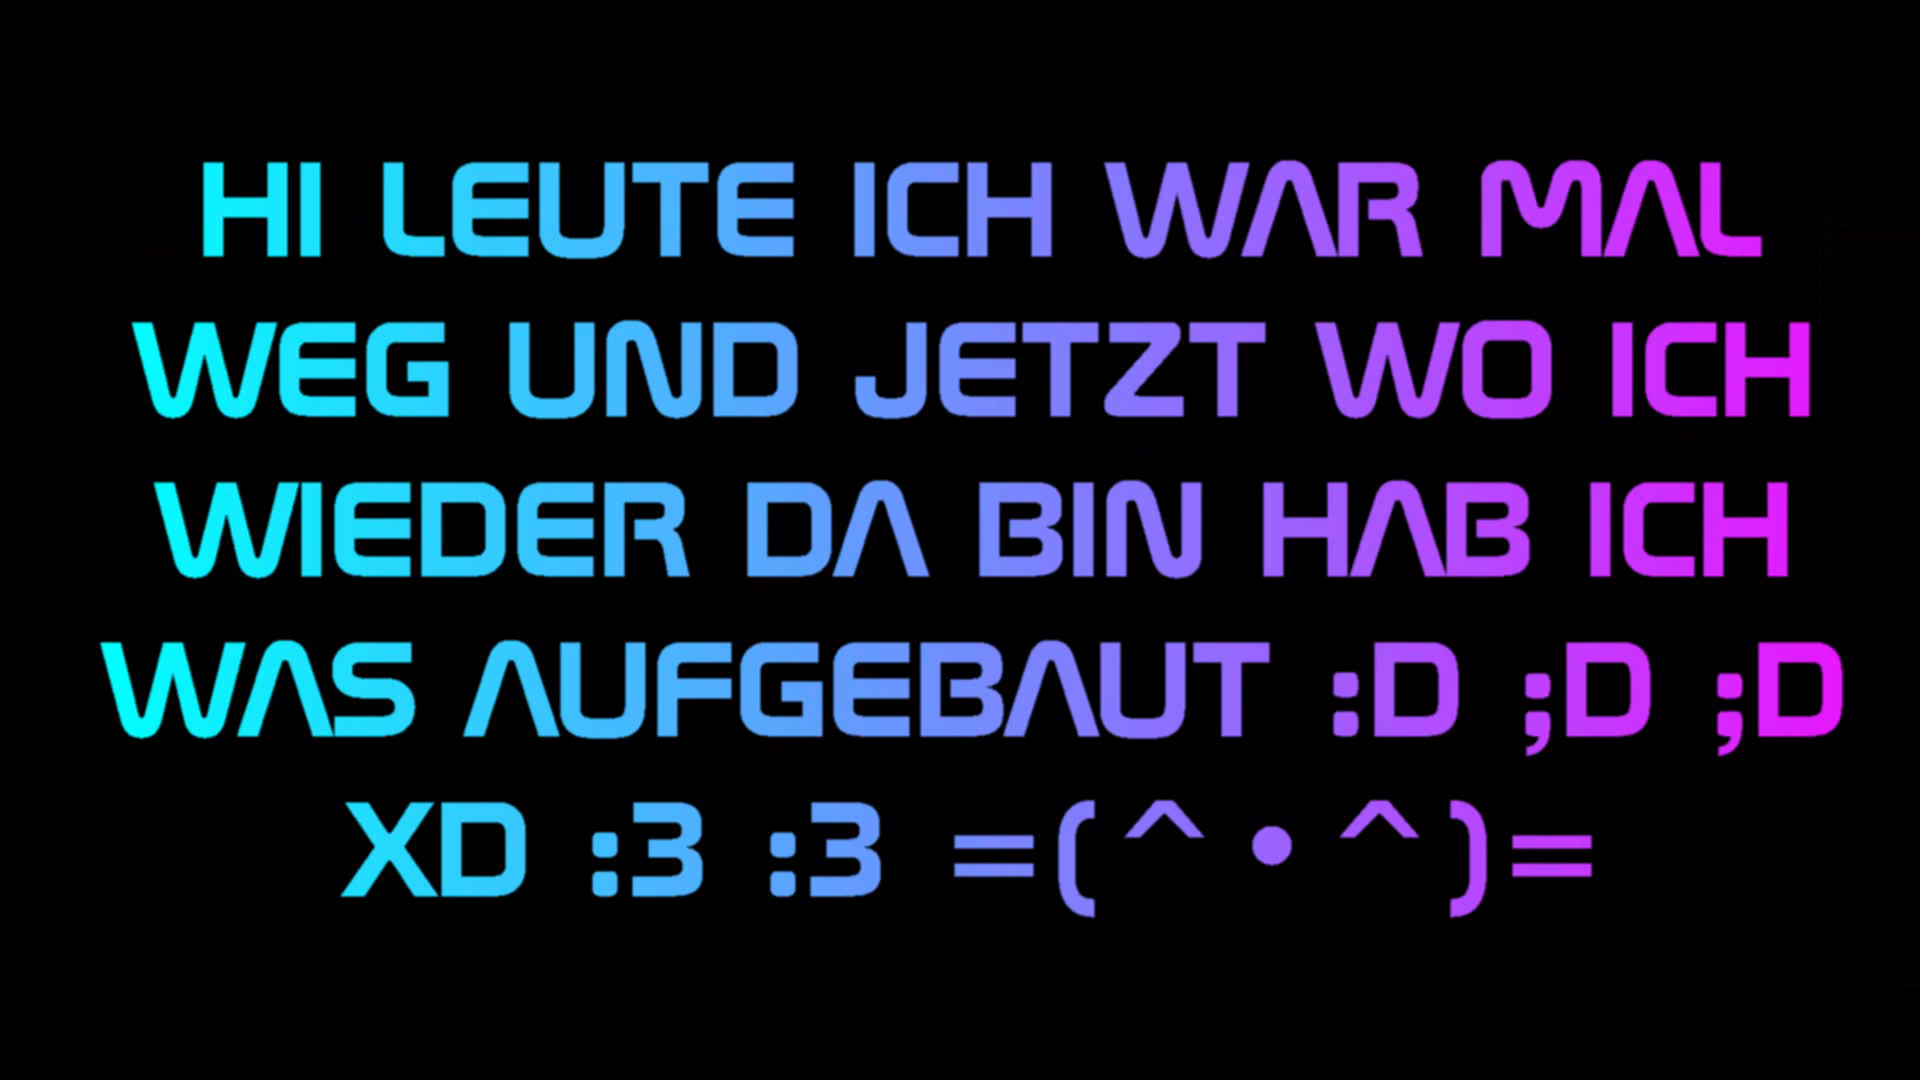 HI LEUTE ICH WAR MAL
WEG UND JETZT WO ICH
WIEDER DA BIN HAB ICH
WAS AUFGEBAUT :D ;D ;D
XD :3 :3 =(^•^)=